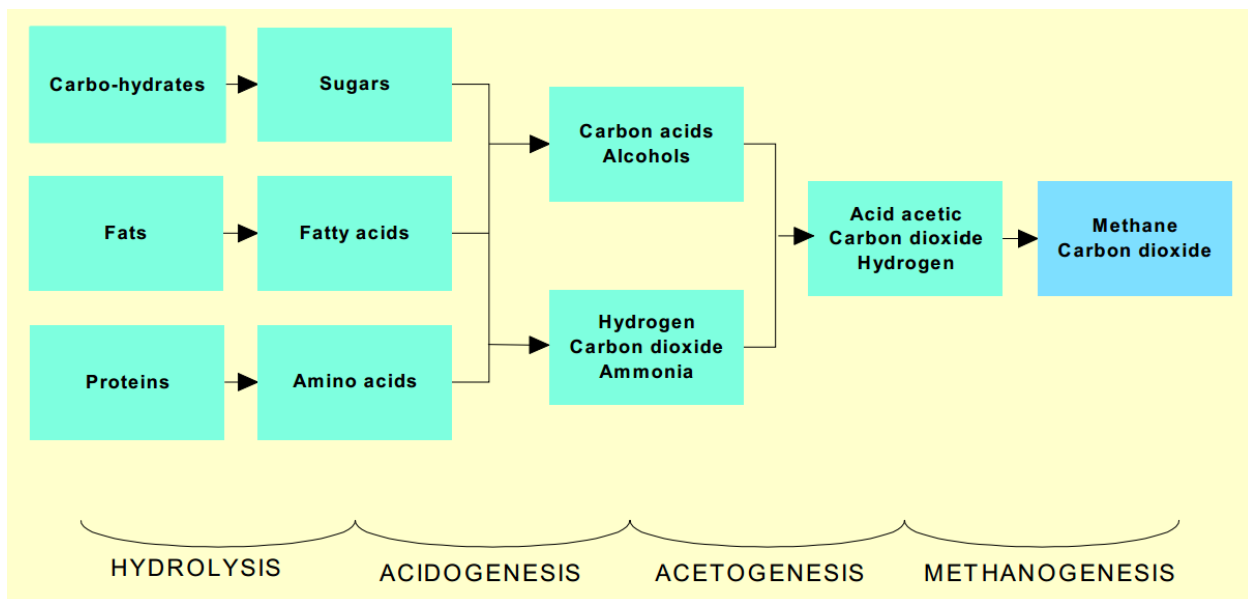 Carbo-hydrates
Sugars
Fats
Fatty acids
Proteins
Amino acids
Carbon acids
Alcohols
Hydrogen
Carbon dioxide
Ammonia
Acid acetic
Carbon dioxide
Hydrogen
Methane
Carbon dioxide
HYDROLYSIS
ACIDOGENESIS
ACETOGENESIS
METHANOGENESIS